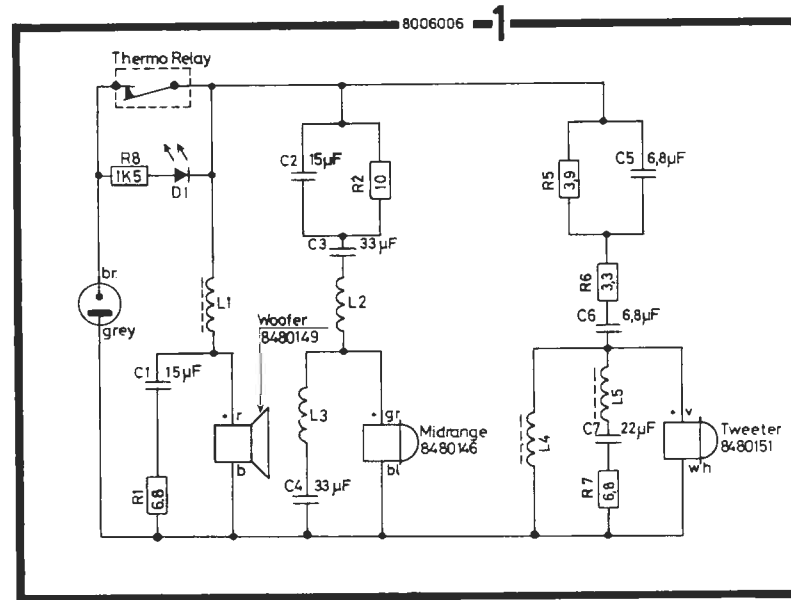 8006006
1
Thermo Relay
R8
1K5
D1
C2
15µF
R2
10
R5
3,9
C5
6,8µF
C3
33µF
br.
grey
L1
L2
R6
3,3
C6
6,8µF
Woofer
8480149
C1
15µF
r
b
L3
gr
Midrange
8480146
bl
L4
L5
C7
22µF
v
Tweeter
8480151
wh
R1
6.8
C4
33µF
R7
6,8